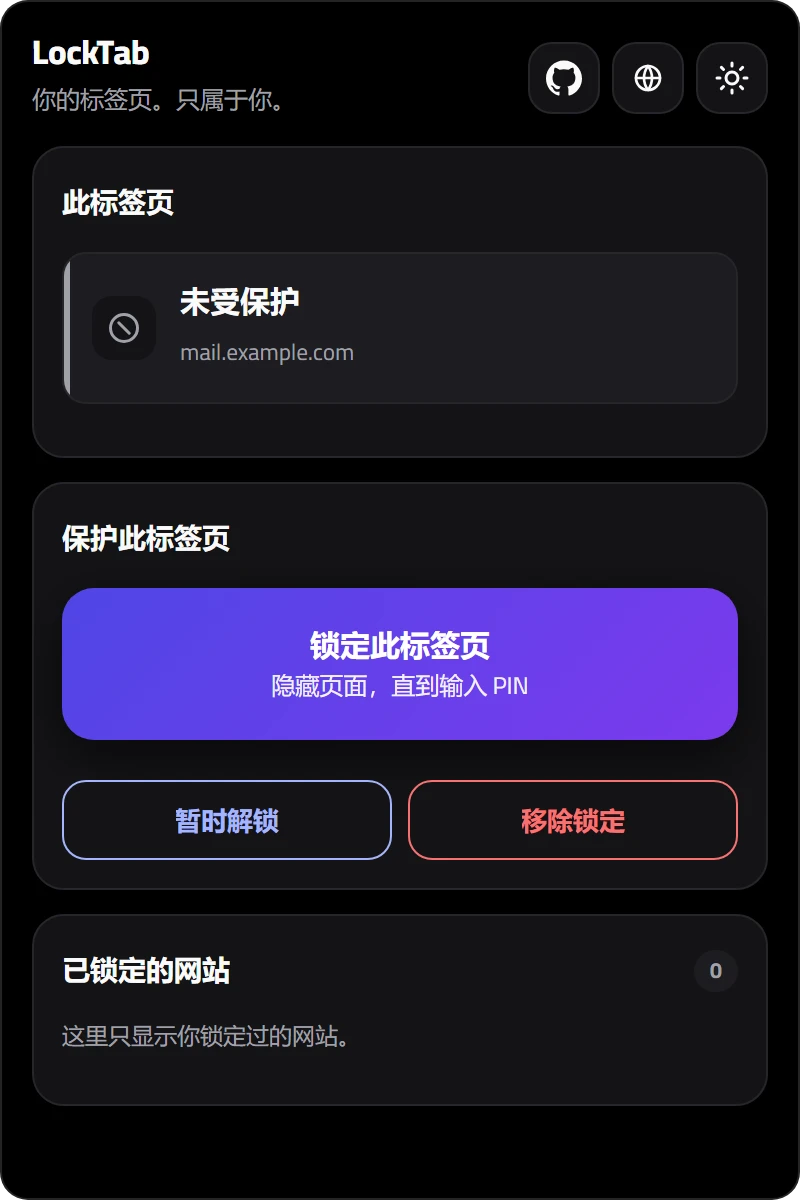 LockTab
你的标签页。只属于你。
此标签页
未受保护
mail.example.com
保护此标签页
锁定此标签页
隐藏页面，直到输入 PIN
暂时解锁
移除锁定
已锁定的网站
0
这里只显示你锁定过的网站。